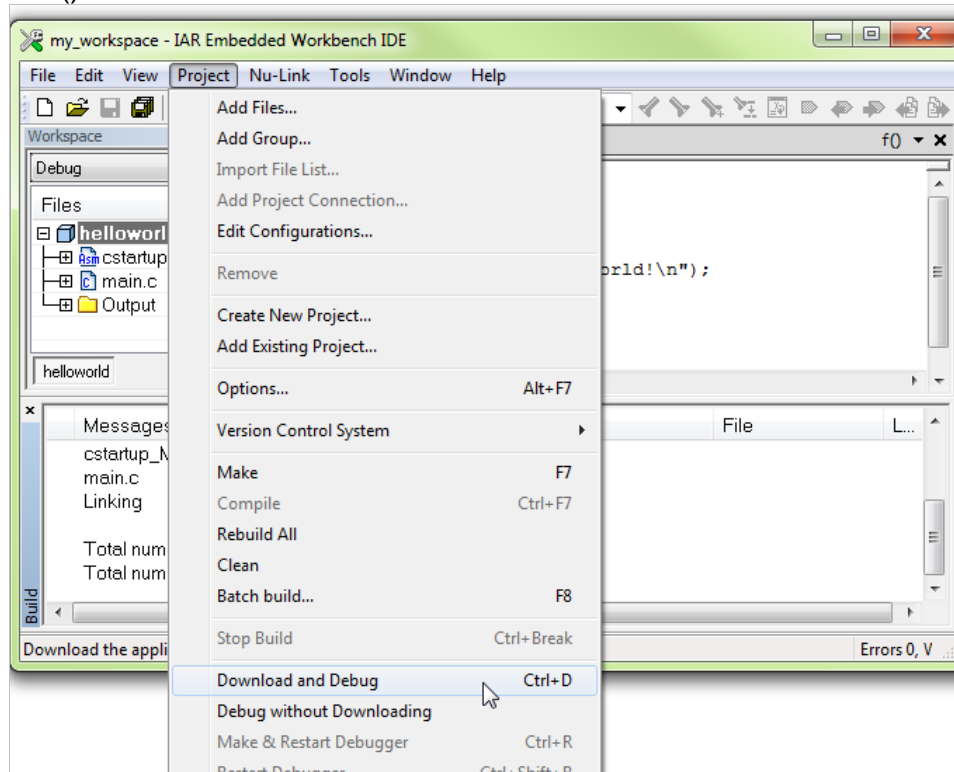 my_workspace - IAR Embedded Workbench IDE
File Edit View Project Nu-Link Tools Window Help
Workspace
f()
Debug
Files
helloworl
cstartup
main.c
Output
helloworld
orld!\n");
Add Files...
Add Group...
Import File List...
Add Project Connection...
Edit Configurations...
Remove
Create New Project...
Add Existing Project...
Options... Alt+F7
Version Control System
Make F7
Compile Ctrl+F7
Rebuild All
Clean
Batch build... F8
Stop Build Ctrl+Break
Download and Debug Ctrl+D
Debug without Downloading
Make & Restart Debugger Ctrl+R
Restart Debugger Ctrl+Shift+R
Messages File L...
cstartup_M
main.c
Linking
Total num
Total num
Build
Download the appli
Errors 0, V